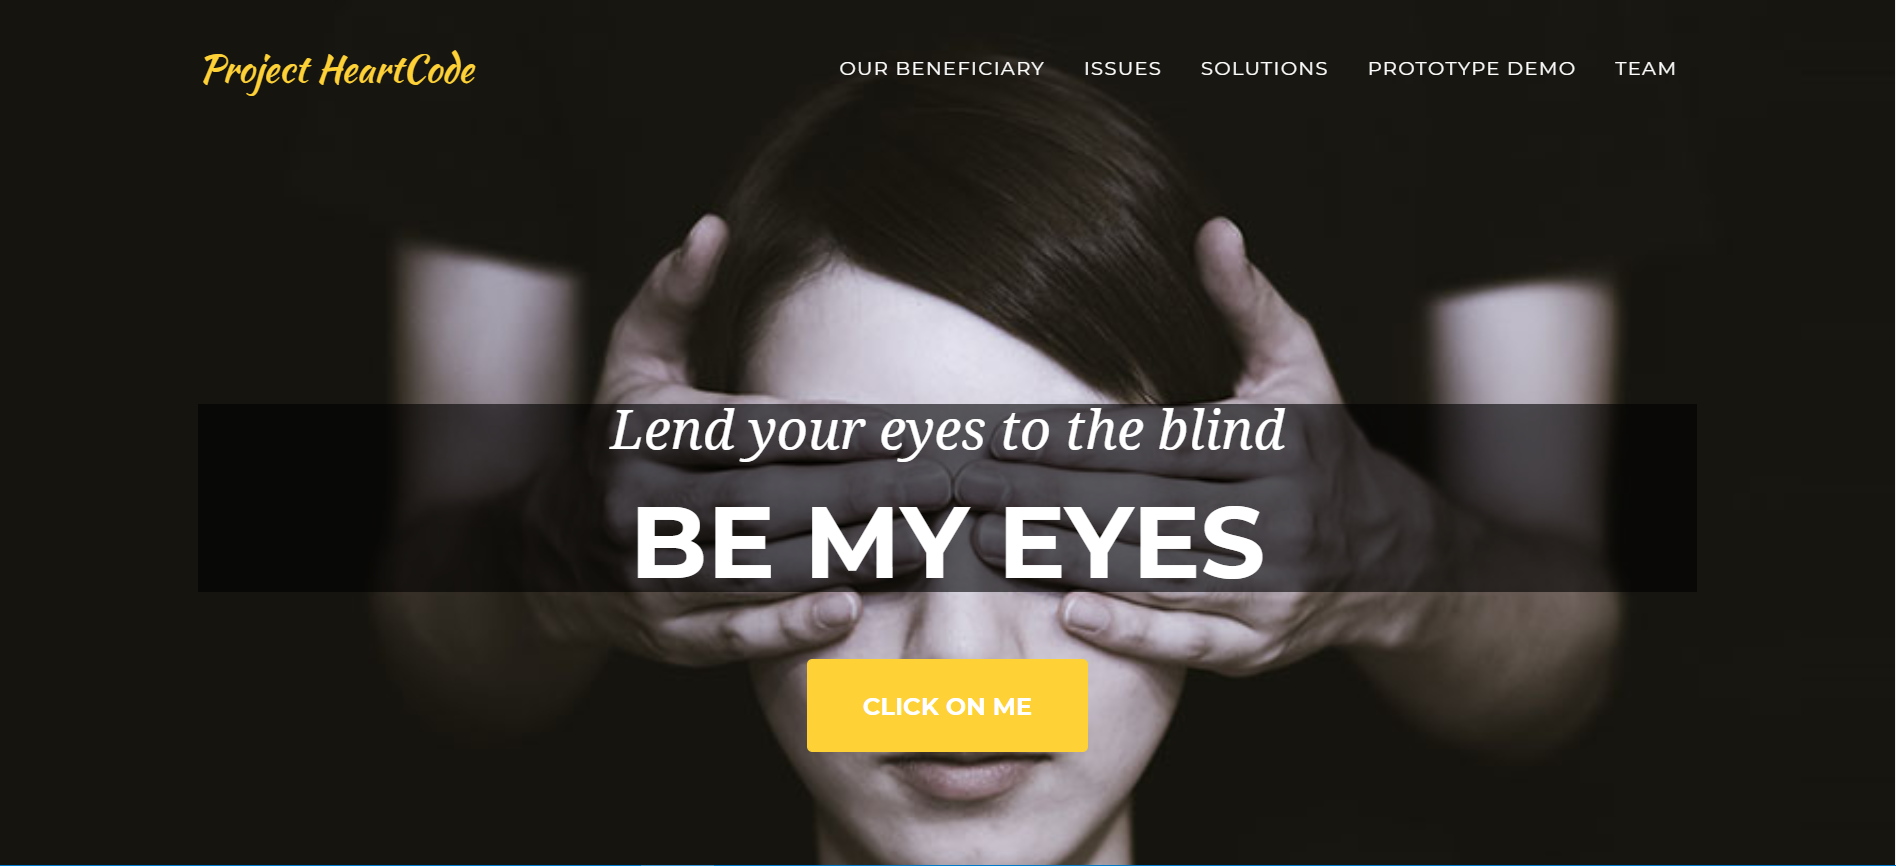 Project HeartCode
OUR BENEFICIARY ISSUES SOLUTIONS PROTOTYPE DEMO TEAM
Lend your eyes to the blind
BE MY EYES
CLICK ON ME